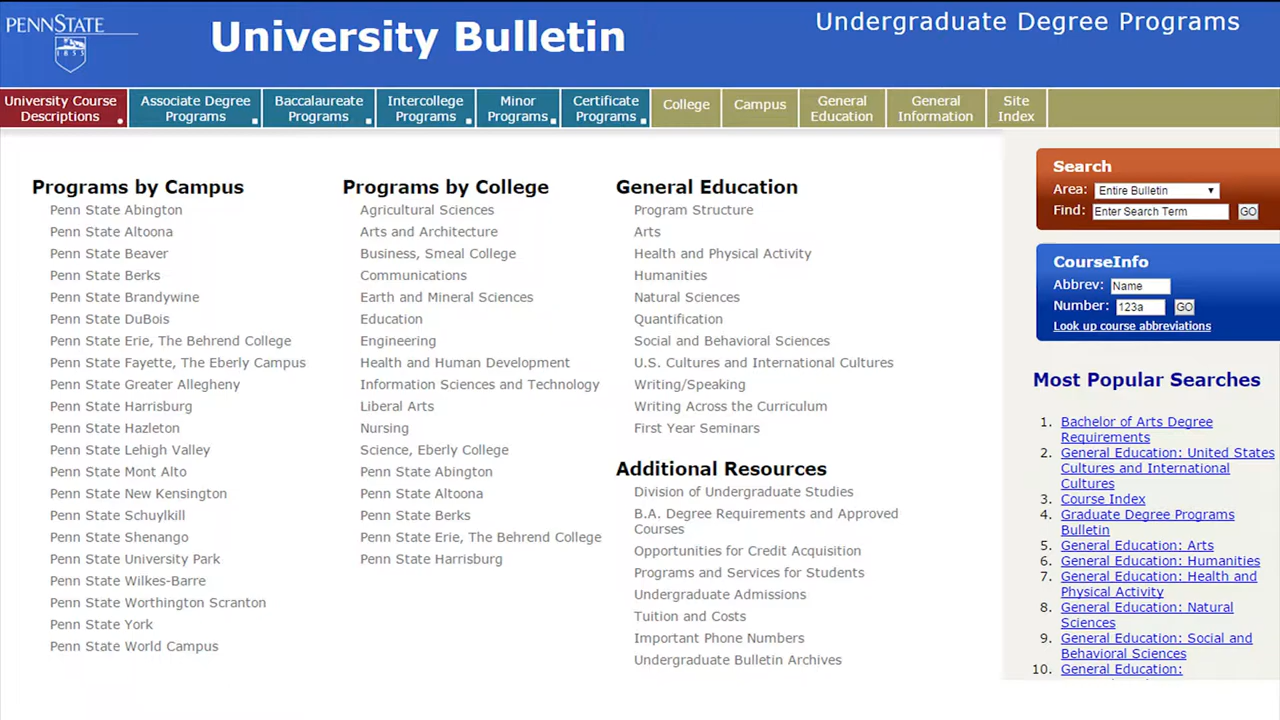 PENNSTATE
1855
University Bulletin
Undergraduate Degree Programs
University Course
Descriptions
Associate Degree
Programs
Baccalaureate
Programs
Intercollege
Programs
Minor
Programs
Certificate
Programs
College
Campus
General
Education
General
Information
Site
Index
Programs by Campus
Penn State Abington
Penn State Altoona
Penn State Beaver
Penn State Berks
Penn State Brandywine
Penn State DuBois
Penn State Erie, The Behrend College
Penn State Fayette, The Eberly Campus
Penn State Greater Allegheny
Penn State Harrisburg
Penn State Hazleton
Penn State Lehigh Valley
Penn State Mont Alto
Penn State New Kensington
Penn State Schuylkill
Penn State Shenango
Penn State University Park
Penn State Wilkes-Barre
Penn State Worthington Scranton
Penn State York
Penn State World Campus
Programs by College
Agricultural Sciences
Arts and Architecture
Business, Smeal College
Communications
Earth and Mineral Sciences
Education
Engineering
Health and Human Development
Information Sciences and Technology
Liberal Arts
Nursing
Science, Eberly College
Penn State Abington
Penn State Altoona
Penn State Berks
Penn State Erie, The Behrend College
Penn State Harrisburg
General Education
Program Structure
Arts
Health and Physical Activity
Humanities
Natural Sciences
Quantification
Social and Behavioral Sciences
U.S. Cultures and International Cultures
Writing/Speaking
Writing Across the Curriculum
First Year Seminars
Additional Resources
Division of Undergraduate Studies
B.A. Degree Requirements and Approved
Courses
Opportunities for Credit Acquisition
Programs and Services for Students
Undergraduate Admissions
Tuition and Costs
Important Phone Numbers
Undergraduate Bulletin Archives
Search
Area: Entire Bulletin
Find: Enter Search Term GO
CourseInfo
Abbrev: Name
Number: 123a GO
Look up course abbreviations
Most Popular Searches
1. Bachelor of Arts Degree
Requirements
2. General Education: United States
Cultures and International
Cultures
3. Course Index
4. Graduate Degree Programs
Bulletin
5. General Education: Arts
6. General Education: Humanities
7. General Education: Health and
Physical Activity
8. General Education: Natural
Sciences
9. General Education: Social and
Behavioral Sciences
10. General Education: